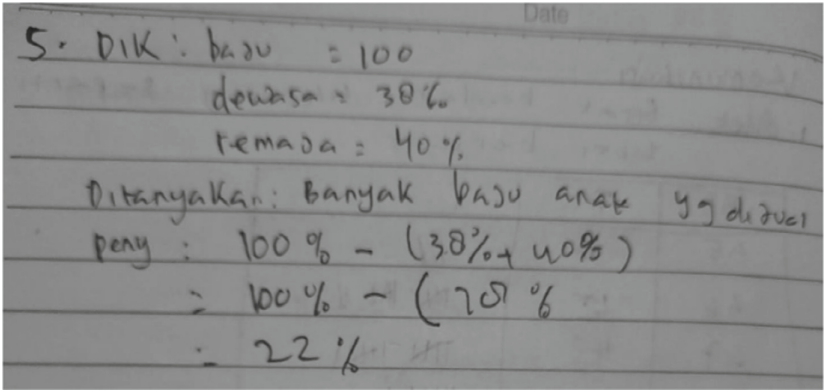 Date
5. DIK : baju = 100
dewasa = 38%
remaja = 40%
Ditanyakan : Banyak baju anak yg dijual
peny : 100% - (38% + 40%)
= 100% - (78%
= 22%